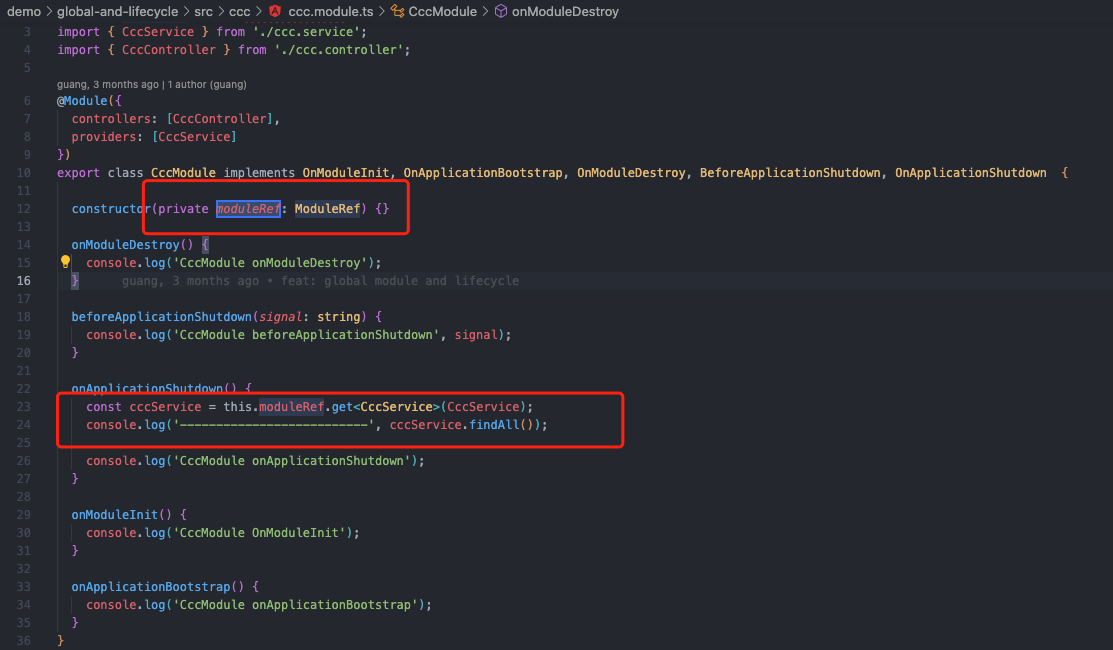 demo > global-and-lifecycle > src > ccc > ccc.module.ts > CccModule > onModuleDestroy
3 import { CccService } from './ccc.service';
4 import { CccController } from './ccc.controller';
5
guang, 3 months ago | 1 author (guang)
6 @Module({
7 controllers: [CccController],
8 providers: [CccService]
9 })
10 export class CccModule implements OnModuleInit, OnApplicationBootstrap, OnModuleDestroy, BeforeApplicationShutdown, OnApplicationShutdown {
11
12 constructor(private moduleRef: ModuleRef) {}
13
14 onModuleDestroy() {
15 console.log('CccModule onModuleDestroy');
16 } guang, 3 months ago • feat: global module and lifecycle
17
18 beforeApplicationShutdown(signal: string) {
19 console.log('CccModule beforeApplicationShutdown', signal);
20 }
21
22 onApplicationShutdown() {
23 const cccService = this.moduleRef.get<CccService>(CccService);
24 console.log('--------------------------', cccService.findAll());
25
26 console.log('CccModule onApplicationShutdown');
27 }
28
29 onModuleInit() {
30 console.log('CccModule OnModuleInit');
31 }
32
33 onApplicationBootstrap() {
34 console.log('CccModule onApplicationBootstrap');
35 }
36 }